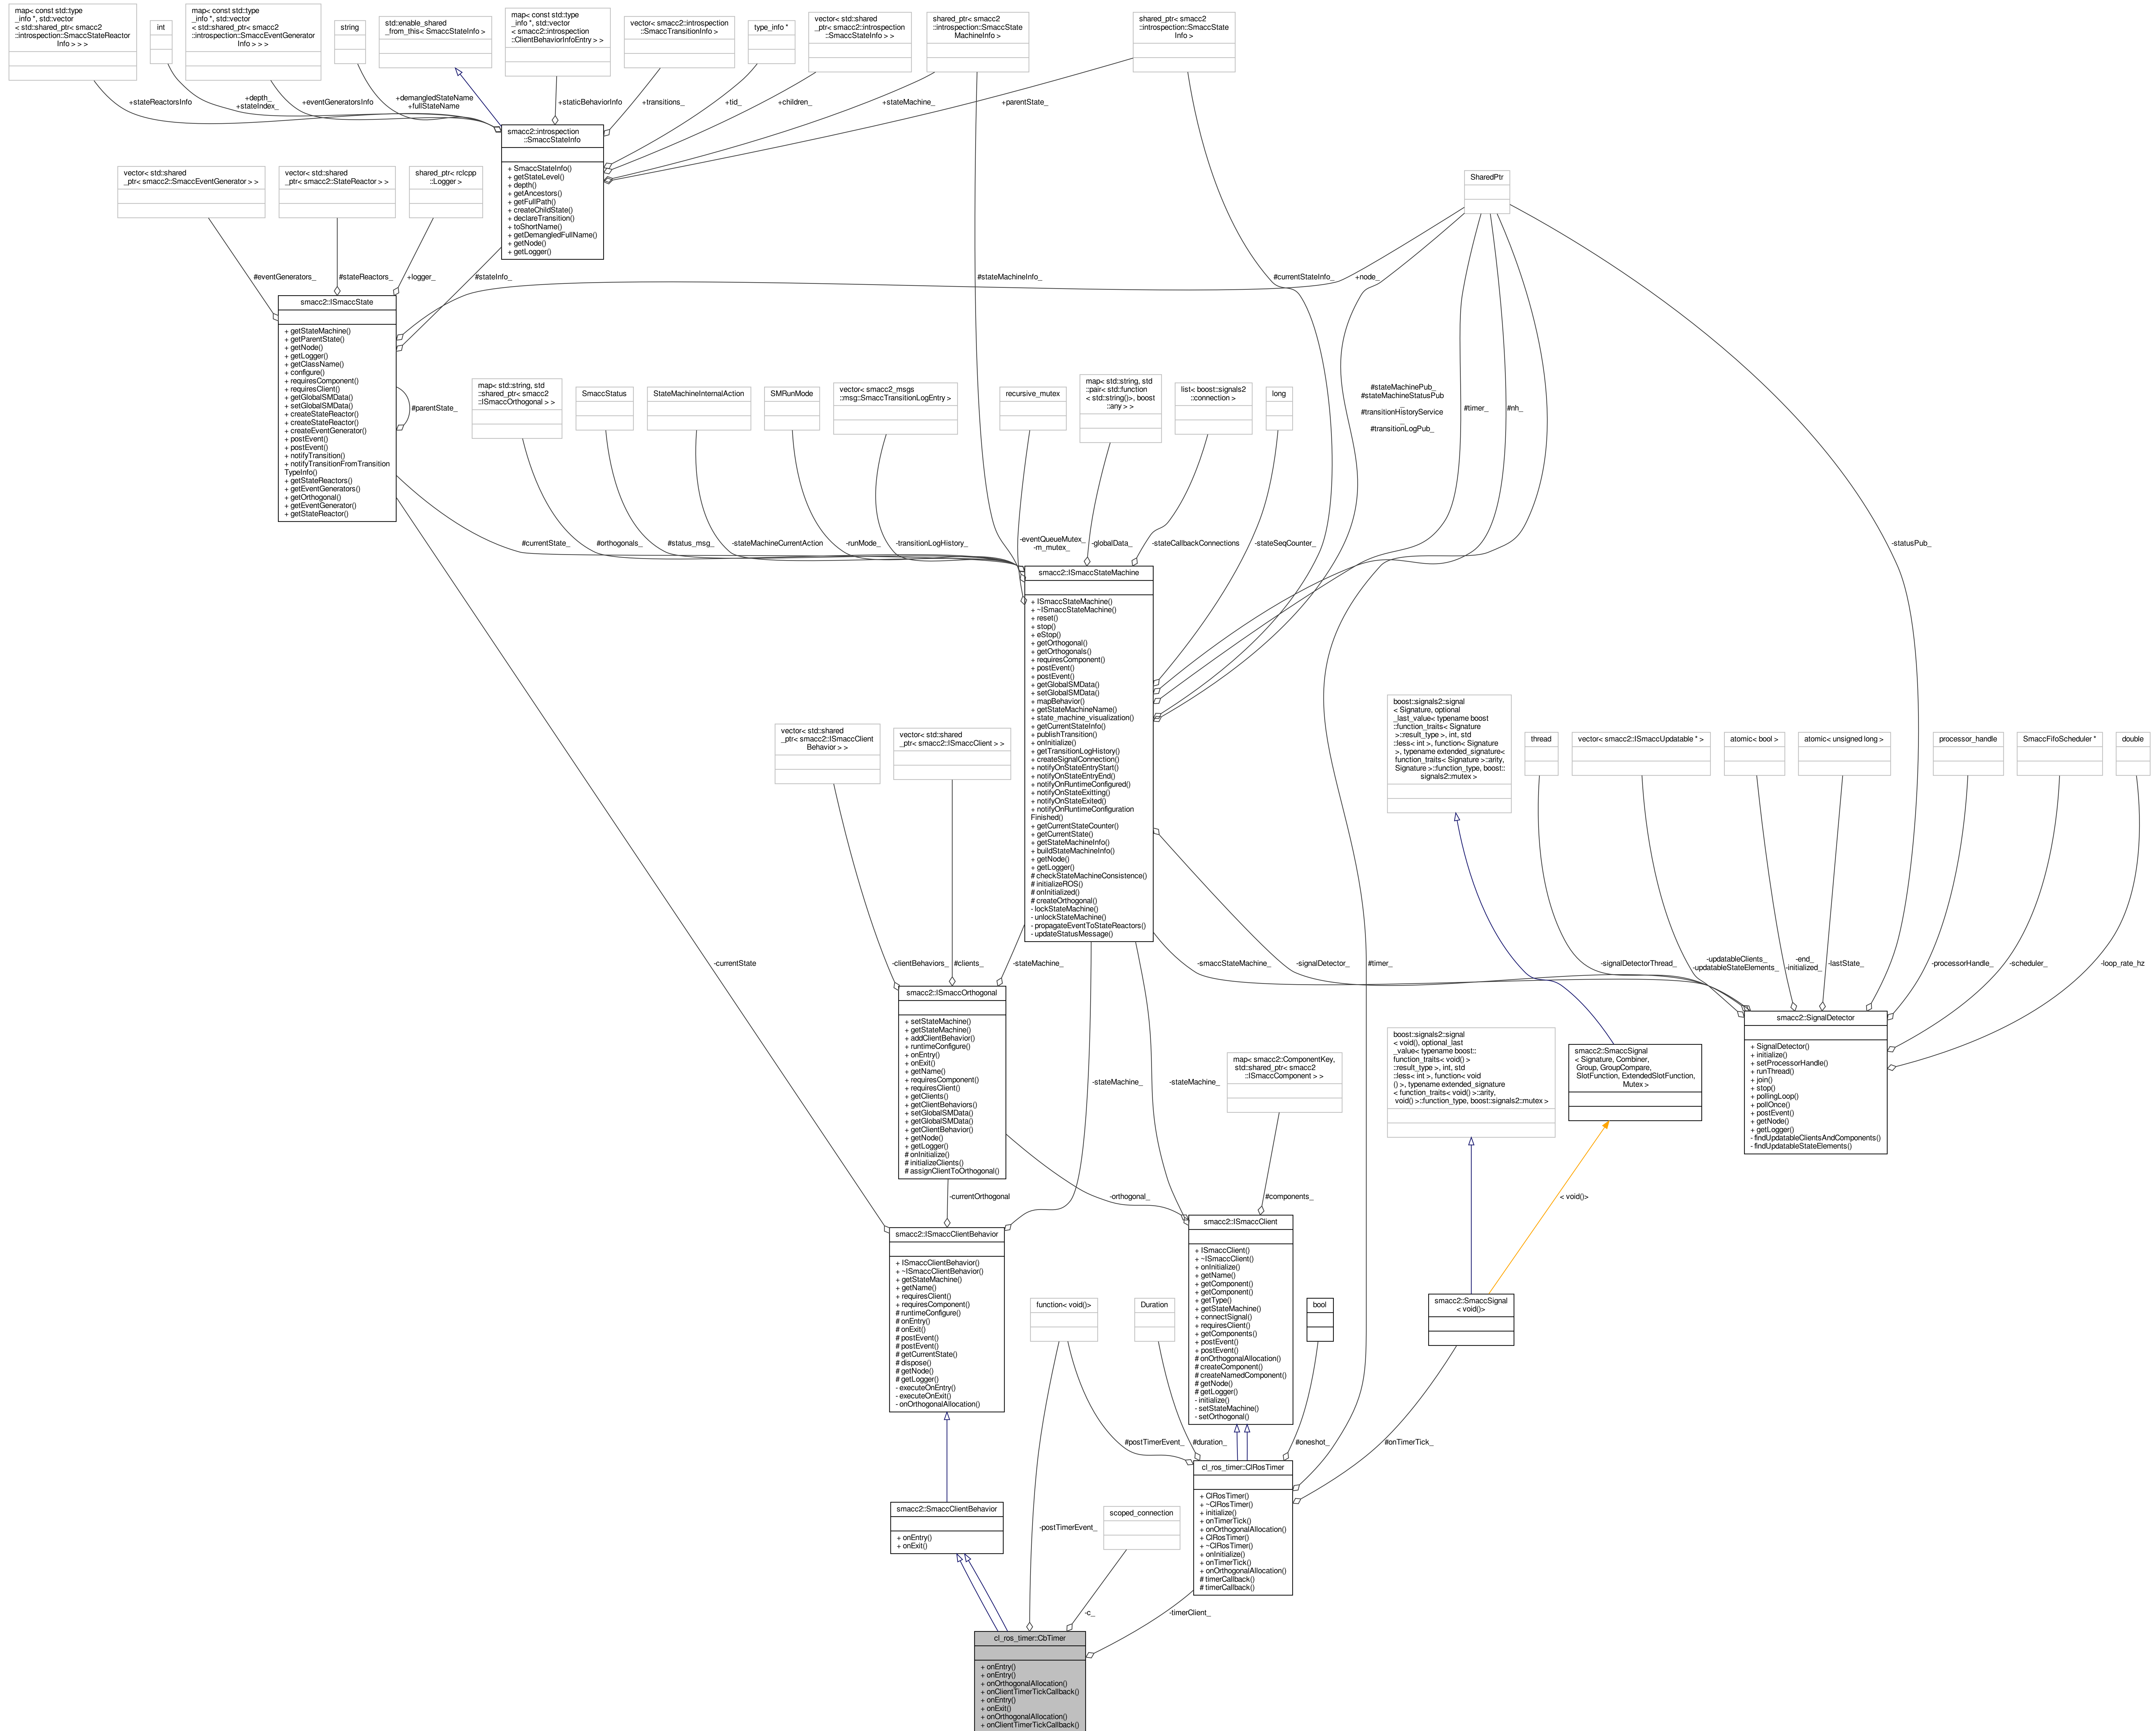 map< const std::type
_info *, std::vector
< std::shared_ptr< smacc2
::introspection::SmaccStateReactor
Info > > >
int
map< const std::type
_info *, std::vector
< std::shared_ptr< smacc2
::introspection::SmaccEventGenerator
Info > > >
string
std::enable_shared
_from_this< SmaccStateInfo >
map< const std::type
_info *, std::vector
< smacc2::introspection
::ClientBehaviorInfoEntry > >
vector< smacc2::introspection
::SmaccTransitionInfo >
type_info *
vector< std::shared
_ptr< smacc2::introspection
::SmaccStateInfo > >
shared_ptr< smacc2
::introspection::SmaccState
MachineInfo >
shared_ptr< smacc2
::introspection::SmaccState
Info >
+stateReactorsInfo
+depth_
+stateIndex_
+eventGeneratorsInfo
+demangledStateName
+fullStateName
+staticBehaviorInfo
+transitions_
+tid_
+children_
+stateMachine_
+parentState_
smacc2::introspection
::SmaccStateInfo
+ SmaccStateInfo()
+ getStateLevel()
+ depth()
+ getAncestors()
+ getFullPath()
+ createChildState()
+ declareTransition()
+ toShortName()
+ getDemangledFullName()
+ getNode()
+ getLogger()
vector< std::shared
_ptr< smacc2::SmaccEventGenerator > >
vector< std::shared
_ptr< smacc2::StateReactor > >
shared_ptr< rclcpp
::Logger >
SharedPtr
#eventGenerators_
#stateReactors_
+logger_
#stateInfo_
#stateMachineInfo_
#currentStateInfo_
+node_
smacc2::ISmaccState
+ getStateMachine()
+ getParentState()
+ getNode()
+ getLogger()
+ getClassName()
+ configure()
+ requiresComponent()
+ requiresClient()
+ getGlobalSMData()
+ setGlobalSMData()
+ createStateReactor()
+ createStateReactor()
+ createEventGenerator()
+ postEvent()
+ postEvent()
+ notifyTransition()
+ notifyTransitionFromTransition
TypeInfo()
+ getStateReactors()
+ getEventGenerators()
+ getOrthogonal()
+ getEventGenerator()
+ getStateReactor()
#parentState_
map< std::string, std
::shared_ptr< smacc2
::ISmaccOrthogonal > >
SmaccStatus
StateMachineInternalAction
SMRunMode
vector< smacc2_msgs
::msg::SmaccTransitionLogEntry >
recursive_mutex
map< std::string, std
::pair< std::function
< std::string()>, boost
::any > >
list< boost::signals2
::connection >
long
#stateMachinePub_
#stateMachineStatusPub
_
#transitionHistoryService
_
#transitionLogPub_
#timer_
#nh_
#currentState_
#orthogonals_
#status_msg_
-stateMachineCurrentAction
-runMode_
-transitionLogHistory_
-eventQueueMutex_
-m_mutex_
-globalData_
-stateCallbackConnections
-stateSeqCounter_
-statusPub_
smacc2::ISmaccStateMachine
+ ISmaccStateMachine()
+ ~ISmaccStateMachine()
+ reset()
+ stop()
+ eStop()
+ getOrthogonal()
+ getOrthogonals()
+ requiresComponent()
+ postEvent()
+ postEvent()
+ getGlobalSMData()
+ setGlobalSMData()
+ mapBehavior()
+ getStateMachineName()
+ state_machine_visualization()
+ getCurrentStateInfo()
+ publishTransition()
+ onInitialize()
+ getTransitionLogHistory()
+ createSignalConnection()
+ notifyOnStateEntryStart()
+ notifyOnStateEntryEnd()
+ notifyOnRuntimeConfigured()
+ notifyOnStateExitting()
+ notifyOnStateExited()
+ notifyOnRuntimeConfiguration
Finished()
+ getCurrentStateCounter()
+ getCurrentState()
+ getStateMachineInfo()
+ buildStateMachineInfo()
+ getNode()
+ getLogger()
# checkStateMachineConsistence()
# initializeROS()
# onInitialized()
# createOrthogonal()
- lockStateMachine()
- unlockStateMachine()
- propagateEventToStateReactors()
- updateStatusMessage()
vector< std::shared
_ptr< smacc2::ISmaccClient
Behavior > >
vector< std::shared
_ptr< smacc2::ISmaccClient > >
boost::signals2::signal
< Signature, optional
_last_value< typename boost
::function_traits< Signature
>::result_type >, int, std
::less< int >, function< Signature
>, typename extended_signature<
function_traits< Signature >::arity,
Signature >::function_type, boost::
signals2::mutex >
thread
vector< smacc2::ISmaccUpdatable * >
atomic< bool >
atomic< unsigned long >
processor_handle
SmaccFifoScheduler *
double
-currentState
-clientBehaviors_
#clients_
-stateMachine_
-smaccStateMachine_
-signalDetector_
#timer_
-signalDetectorThread_
-updatableClients_
-updatableStateElements_
-end_
-initialized_
-lastState_
-processorHandle_
-scheduler_
-loop_rate_hz
smacc2::ISmaccOrthogonal
+ setStateMachine()
+ getStateMachine()
+ addClientBehavior()
+ runtimeConfigure()
+ onEntry()
+ onExit()
+ getName()
+ requiresComponent()
+ requiresClient()
+ getClients()
+ getClientBehaviors()
+ setGlobalSMData()
+ getGlobalSMData()
+ getClientBehavior()
+ getNode()
+ getLogger()
# onInitialize()
# initializeClients()
# assignClientToOrthogonal()
-stateMachine_
-stateMachine_
map< smacc2::ComponentKey,
std::shared_ptr< smacc2
::ISmaccComponent > >
boost::signals2::signal
< void(), optional_last
_value< typename boost::
function_traits< void() >
::result_type >, int, std
::less< int >, function< void
() >, typename extended_signature
< function_traits< void() >::arity,
void() >::function_type, boost::signals2::mutex >
smacc2::SmaccSignal
< Signature, Combiner,
Group, GroupCompare,
SlotFunction, ExtendedSlotFunction,
Mutex >
smacc2::SignalDetector
+ SignalDetector()
+ initialize()
+ setProcessorHandle()
+ runThread()
+ join()
+ stop()
+ pollingLoop()
+ pollOnce()
+ postEvent()
+ getNode()
+ getLogger()
- findUpdatableClientsAndComponents()
- findUpdatableStateElements()
-currentOrthogonal
-orthogonal_
#components_
< void()>
smacc2::ISmaccClientBehavior
+ ISmaccClientBehavior()
+ ~ISmaccClientBehavior()
+ getStateMachine()
+ getName()
+ requiresClient()
+ requiresComponent()
# runtimeConfigure()
# onEntry()
# onExit()
# postEvent()
# postEvent()
# getCurrentState()
# dispose()
# getNode()
# getLogger()
- executeOnEntry()
- executeOnExit()
- onOrthogonalAllocation()
smacc2::ISmaccClient
+ ISmaccClient()
+ ~ISmaccClient()
+ onInitialize()
+ getName()
+ getComponent()
+ getComponent()
+ getType()
+ getStateMachine()
+ connectSignal()
+ requiresClient()
+ getComponents()
+ postEvent()
+ postEvent()
# onOrthogonalAllocation()
# createComponent()
# createNamedComponent()
# getNode()
# getLogger()
- initialize()
- setStateMachine()
- setOrthogonal()
function< void()>
Duration
bool
smacc2::SmaccSignal
< void()>
#postTimerEvent_
#duration_
#oneshot_
#onTimerTick_
cl_ros_timer::ClRosTimer
+ ClRosTimer()
+ ~ClRosTimer()
+ initialize()
+ onTimerTick()
+ onOrthogonalAllocation()
+ ClRosTimer()
+ ~ClRosTimer()
+ onInitialize()
+ onTimerTick()
+ onOrthogonalAllocation()
# timerCallback()
# timerCallback()
smacc2::SmaccClientBehavior
+ onEntry()
+ onExit()
scoped_connection
-postTimerEvent_
-c_
-timerClient_
cl_ros_timer::CbTimer
+ onEntry()
+ onEntry()
+ onOrthogonalAllocation()
+ onClientTimerTickCallback()
+ onEntry()
+ onExit()
+ onOrthogonalAllocation()
+ onClientTimerTickCallback()